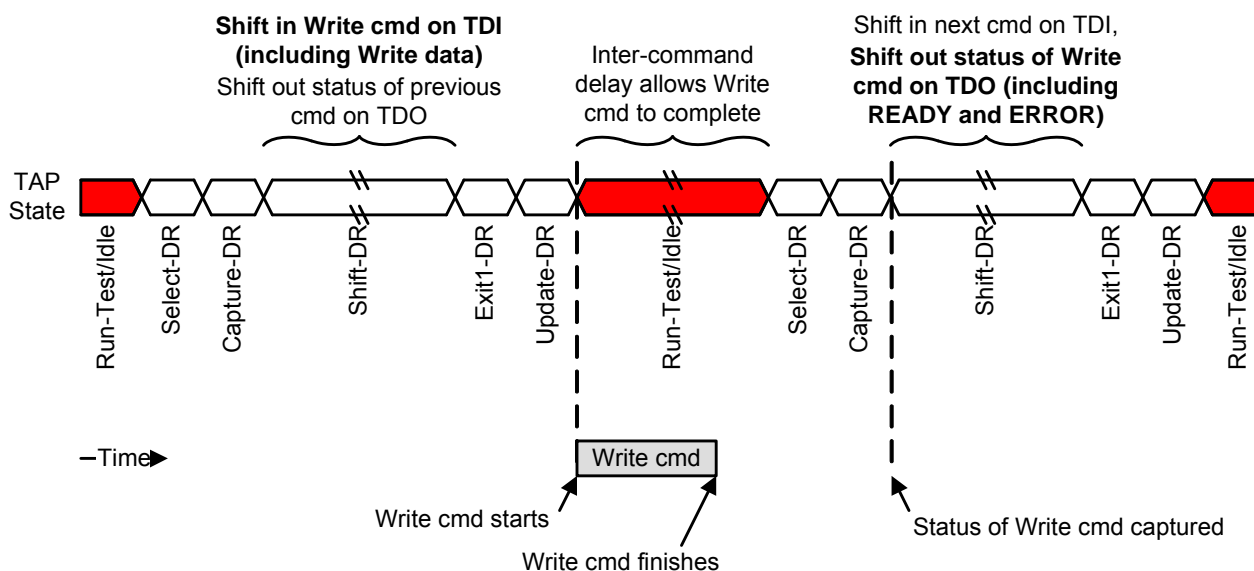 Shift in Write cmd on TDI
(including Write data)
Shift out status of previous
cmd on TDO
Inter-command
delay allows Write
cmd to complete
Shift in next cmd on TDI,
Shift out status of Write
cmd on TDO (including
READY and ERROR)
TAP
State
Run-Test/Idle
Select-DR
Capture-DR
Shift-DR
Exit1-DR
Update-DR
Run-Test/Idle
Select-DR
Capture-DR
Shift-DR
Exit1-DR
Update-DR
Run-Test/Idle
Time
Write cmd
Write cmd starts
Write cmd finishes
Status of Write cmd captured